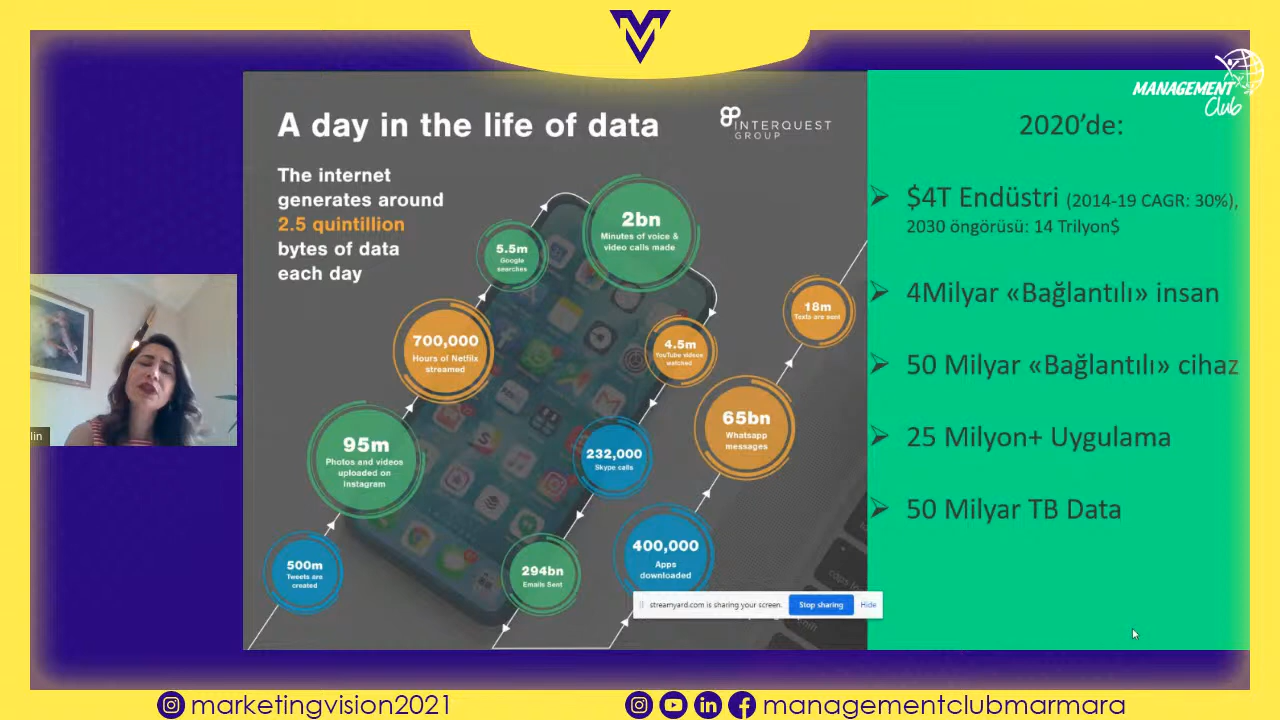 MANAGEMENT
Club
A day in the life of data
INTERQUEST
GROUP
The internet
generates around
2.5 quintillion
bytes of data
each day
5.5m
Google
searches
2bn
Minutes of voice &
video calls made
18m
Texts are sent
700,000
Hours of Netflix
streamed
4.5m
YouTube videos
watched
95m
Photos and videos
uploaded on
Instagram
232,000
Skype calls
65bn
Whatsapp
messages
500m
Tweets are
created
294bn
Emails Sent
400,000
Apps
downloaded
streamyard.com is sharing your screen.
Stop sharing
Hide
2020’de:
$4T Endüstri (2014-19 CAGR: 30%),
2030 öngörüsü: 14 Trilyon$
4Milyar «Bağlantılı» insan
50 Milyar «Bağlantılı» cihaz
25 Milyon+ Uygulama
50 Milyar TB Data
lin
marketingvision2021
managementclubmarmara